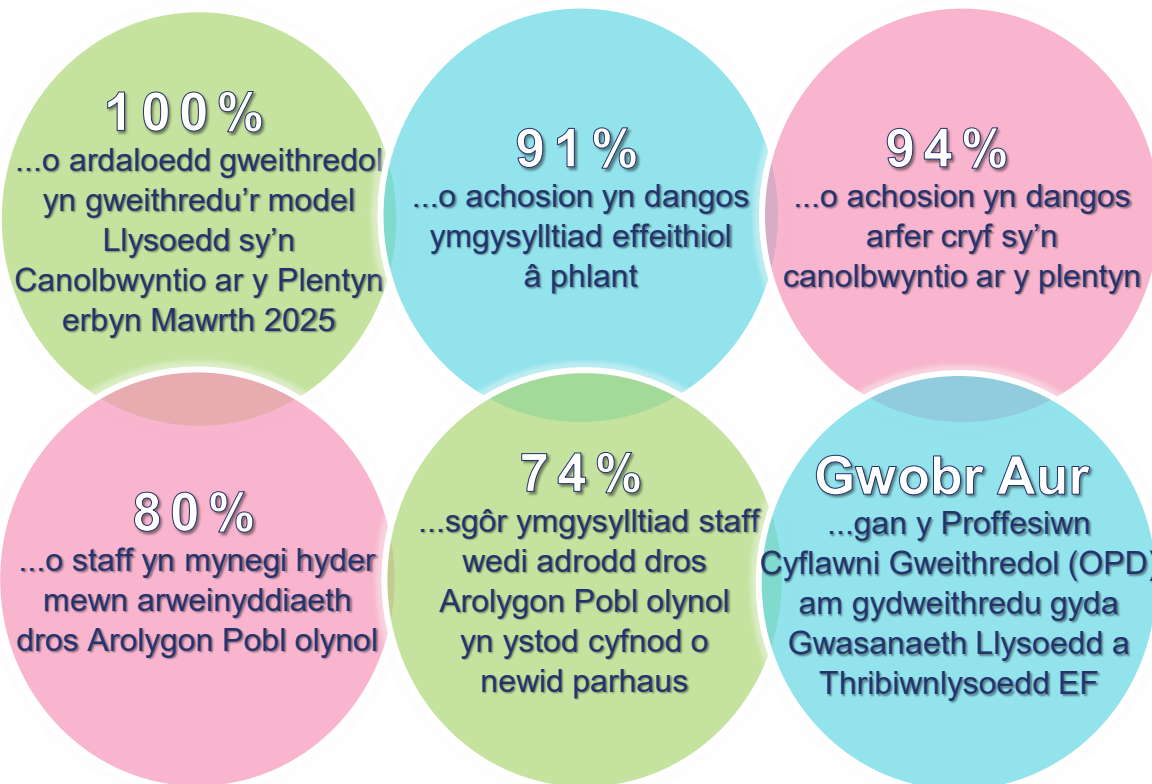 100%
...o ardaloedd gweithredol
yn gweithredu’r model
Llysoedd sy’n
Canolbwyntio ar y Plentyn
erbyn Mawrth 2025
91%
...o achosion yn dangos
ymgysylltiad effeithiol
â phlant
94%
...o achosion yn dangos
arfer cryf sy’n
canolbwyntio ar y plentyn
80%
...o staff yn mynegi hyder
mewn arweinyddiaeth
dros Arolygon Pobl olynol
74%
...sgôr ymgysylltiad staff
wedi adrodd dros
Arolygon Pobl olynol
yn ystod cyfnod o
newid parhaus
Gwobr Aur
...gan y Proffesiwn
Cyflawni Gweithredol (OPD)
am gydweithredu gyda
Gwasanaeth Llysoedd a
Thribiwnlysoedd EF